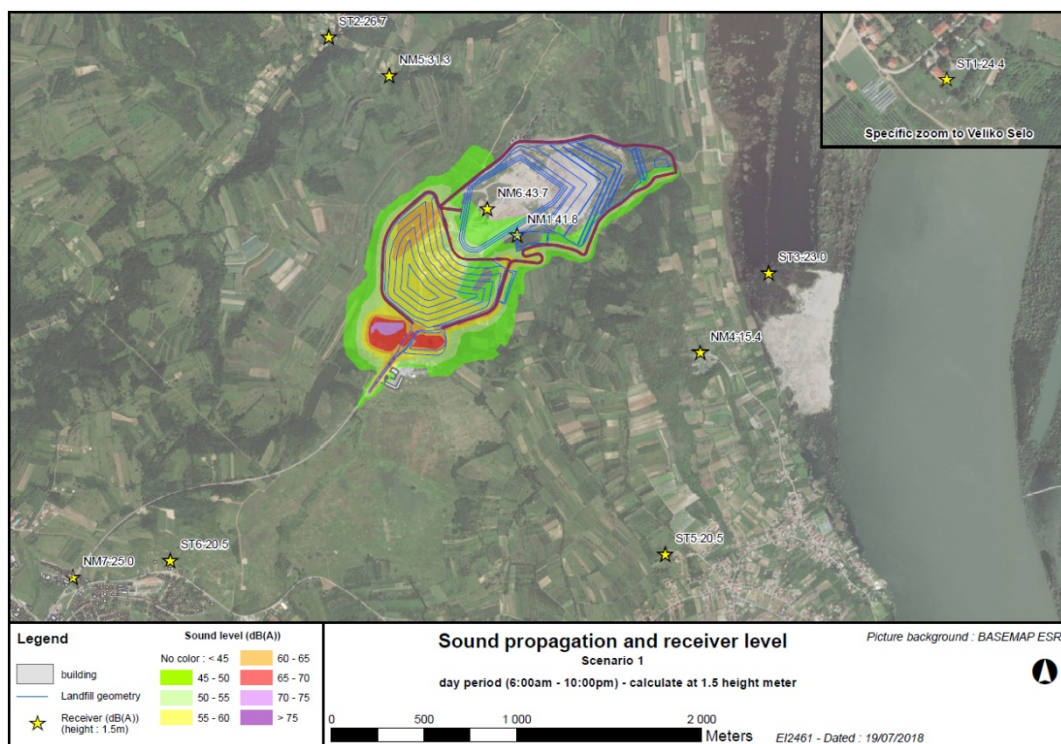 ST2:26.7
NM5:31.3
ST1:24.4
Specific zoom to Veliko Selo
NM6:43.7
NM1:41.8
ST3:23.0
NM4:15.4
ST6:20.5
ST5:20.5
NM7:25.0
Legend
building
Landfill geometry
Receiver (dB(A))
(height : 1.5m)
Sound level (dB(A))
No color : < 45
45 - 50
50 - 55
55 - 60
60 - 65
65 - 70
70 - 75
> 75
Sound propagation and receiver level
Scenario 1
day period (6:00am - 10:00pm) - calculate at 1.5 height meter
0 500 1 000 2 000
Meters
Picture background : BASEMAP ESR
EI2461 - Dated : 19/07/2018